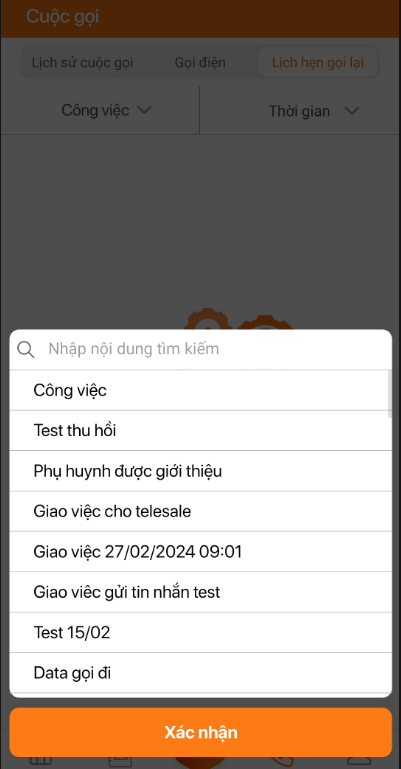 Cuộc gọi
Lịch sử cuộc gọi Gọi điện Lịch hẹn gọi lại
Công việc Thời gian
Nhập nội dung tìm kiếm
Công việc
Test thu hồi
Phụ huynh được giới thiệu
Giao việc cho telesale
Giao việc 27/02/2024 09:01
Giao viêc gửi tin nhắn test
Test 15/02
Data gọi đi
Xác nhận